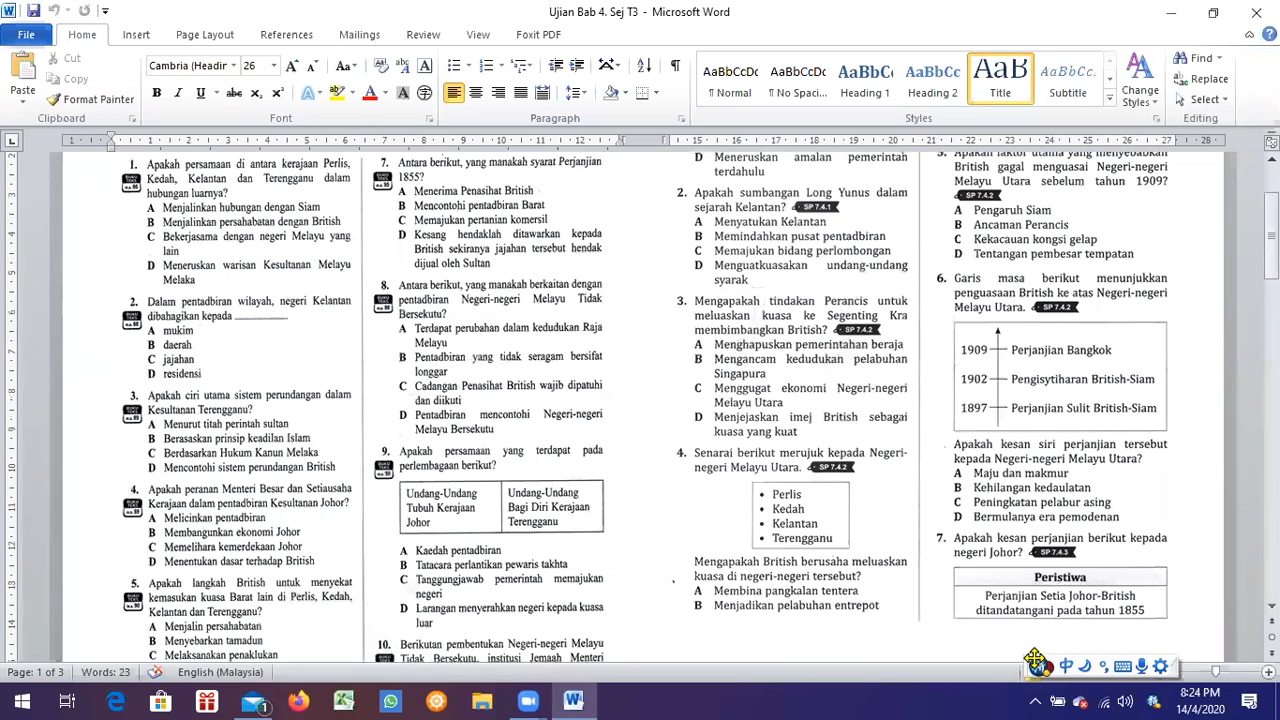 Ujian Bab 4. Sej T3 - Microsoft Word
File Home Insert Page Layout References Mailings Review View Foxit PDF
Paste
Cut
Copy
Format Painter
Clipboard
Cambria (Headir 26
Font
Paragraph
AaBbCcDc ¶ Normal
AaBbCcDc ¶ No Spaci...
AaBbC Heading 1
AaBbCc Heading 2
AaB Title
AaBbCcL Subtitle
Change Styles
Styles
Find
Replace
Select
Editing
1. Apakah persamaan di antara kerajaan Perlis,
Kedah, Kelantan dan Terengganu dalam
hubungan luarnya?
A Menjalinkan hubungan dengan Siam
B Menjalinkan persahabatan dengan British
C Bekerjasama dengan negeri Melayu yang
lain
D Meneruskan warisan Kesultanan Melayu
Melaka
2. Dalam pentadbiran wilayah, negeri Kelantan
dibahagikan kepada __________.
A mukim
B daerah
C jajahan
D residensi
3. Apakah ciri utama sistem perundangan dalam
Kesultanan Terengganu?
A Menurut titah perintah sultan
B Berasaskan prinsip keadilan Islam
C Berdasarkan Hukum Kanun Melaka
D Mencontohi sistem perundangan British
4. Apakah peranan Menteri Besar dan Setiausaha
Kerajaan dalam pentadbiran Kesultanan Johor?
A Melicinkan pentadbiran
B Membangunkan ekonomi Johor
C Memelihara kemerdekaan Johor
D Menentukan dasar terhadap British
5. Apakah langkah British untuk menyekat
kemasukan kuasa Barat lain di Perlis, Kedah,
Kelantan dan Terengganu?
A Menjalin persahabatan
B Menyebarkan tamadun
C Melaksanakan penaklukan
7. Antara berikut, yang manakah syarat Perjanjian
1855?
A Menerima Penasihat British
B Mencontohi pentadbiran Barat
C Memajukan pertanian komersil
D Kesang hendaklah ditawarkan kepada
British sekiranya jajahan tersebut hendak
dijual oleh Sultan
8. Antara berikut, yang manakah berkaitan dengan
pentadbiran Negeri-negeri Melayu Tidak
Bersekutu?
A Terdapat perubahan dalam kedudukan Raja
Melayu
B Pentadbiran yang tidak seragam bersifat
longgar
C Cadangan Penasihat British wajib dipatuhi
dan diikuti
D Pentadbiran mencontohi Negeri-negeri
Melayu Bersekutu
9. Apakah persamaan yang terdapat pada
perlembagaan berikut?
Undang-Undang
Tubuh Kerajaan
Johor
Undang-Undang
Bagi Diri Kerajaan
Terengganu
A Kaedah pentadbiran
B Tatacara perlantikan pewaris takhta
C Tanggungjawab pemerintah memajukan
negeri
D Larangan menyerahkan negeri kepada kuasa
luar
10. Berikutan pembentukan Negeri-negeri Melayu
Tidak Bersekutu, institusi Jemaah Menteri
D Meneruskan amalan pemerintah
terdahulu
2. Apakah sumbangan Long Yunus dalam
sejarah Kelantan? SP 7.4.1
A Menyatukan Kelantan
B Memindahkan pusat pentadbiran
C Memajukan bidang perlombongan
D Menguatkuasakan undang-undang
syarak
3. Mengapakah tindakan Perancis untuk
meluaskan kuasa ke Segenting Kra
membimbangkan British? SP 7.4.2
A Menghapuskan pemerintahan beraja
B Mengancam kedudukan pelabuhan
Singapura
C Menggugat ekonomi Negeri-negeri
Melayu Utara
D Menjejaskan imej British sebagai
kuasa yang kuat
4. Senarai berikut merujuk kepada Negeri-
negeri Melayu Utara. SP 7.4.2
• Perlis
• Kedah
• Kelantan
• Terengganu
Mengapakah British berusaha meluaskan
kuasa di negeri-negeri tersebut?
A Membina pangkalan tentera
B Menjadikan pelabuhan entrepot
5. Apakah faktor utama yang menyebabkan
British gagal menguasai Negeri-negeri
Melayu Utara sebelum tahun 1909?
SP 7.4.2
A Pengaruh Siam
B Ancaman Perancis
C Kekacauan kongsi gelap
D Tentangan pembesar tempatan
6. Garis masa berikut menunjukkan
penguasaan British ke atas Negeri-negeri
Melayu Utara. SP 7.4.2
1909 Perjanjian Bangkok
1902 Pengisytiharan British-Siam
1897 Perjanjian Sulit British-Siam
Apakah kesan siri perjanjian tersebut
kepada Negeri-negeri Melayu Utara?
A Maju dan makmur
B Kehilangan kedaulatan
C Peningkatan pelabur asing
D Bermulanya era pemodenan
7. Apakah kesan perjanjian berikut kepada
negeri Johor? SP 7.4.3
Peristiwa
Perjanjian Setia Johor-British
ditandatangani pada tahun 1855
Page: 1 of 3 Words: 23 English (Malaysia)
中
8:24 PM
14/4/2020